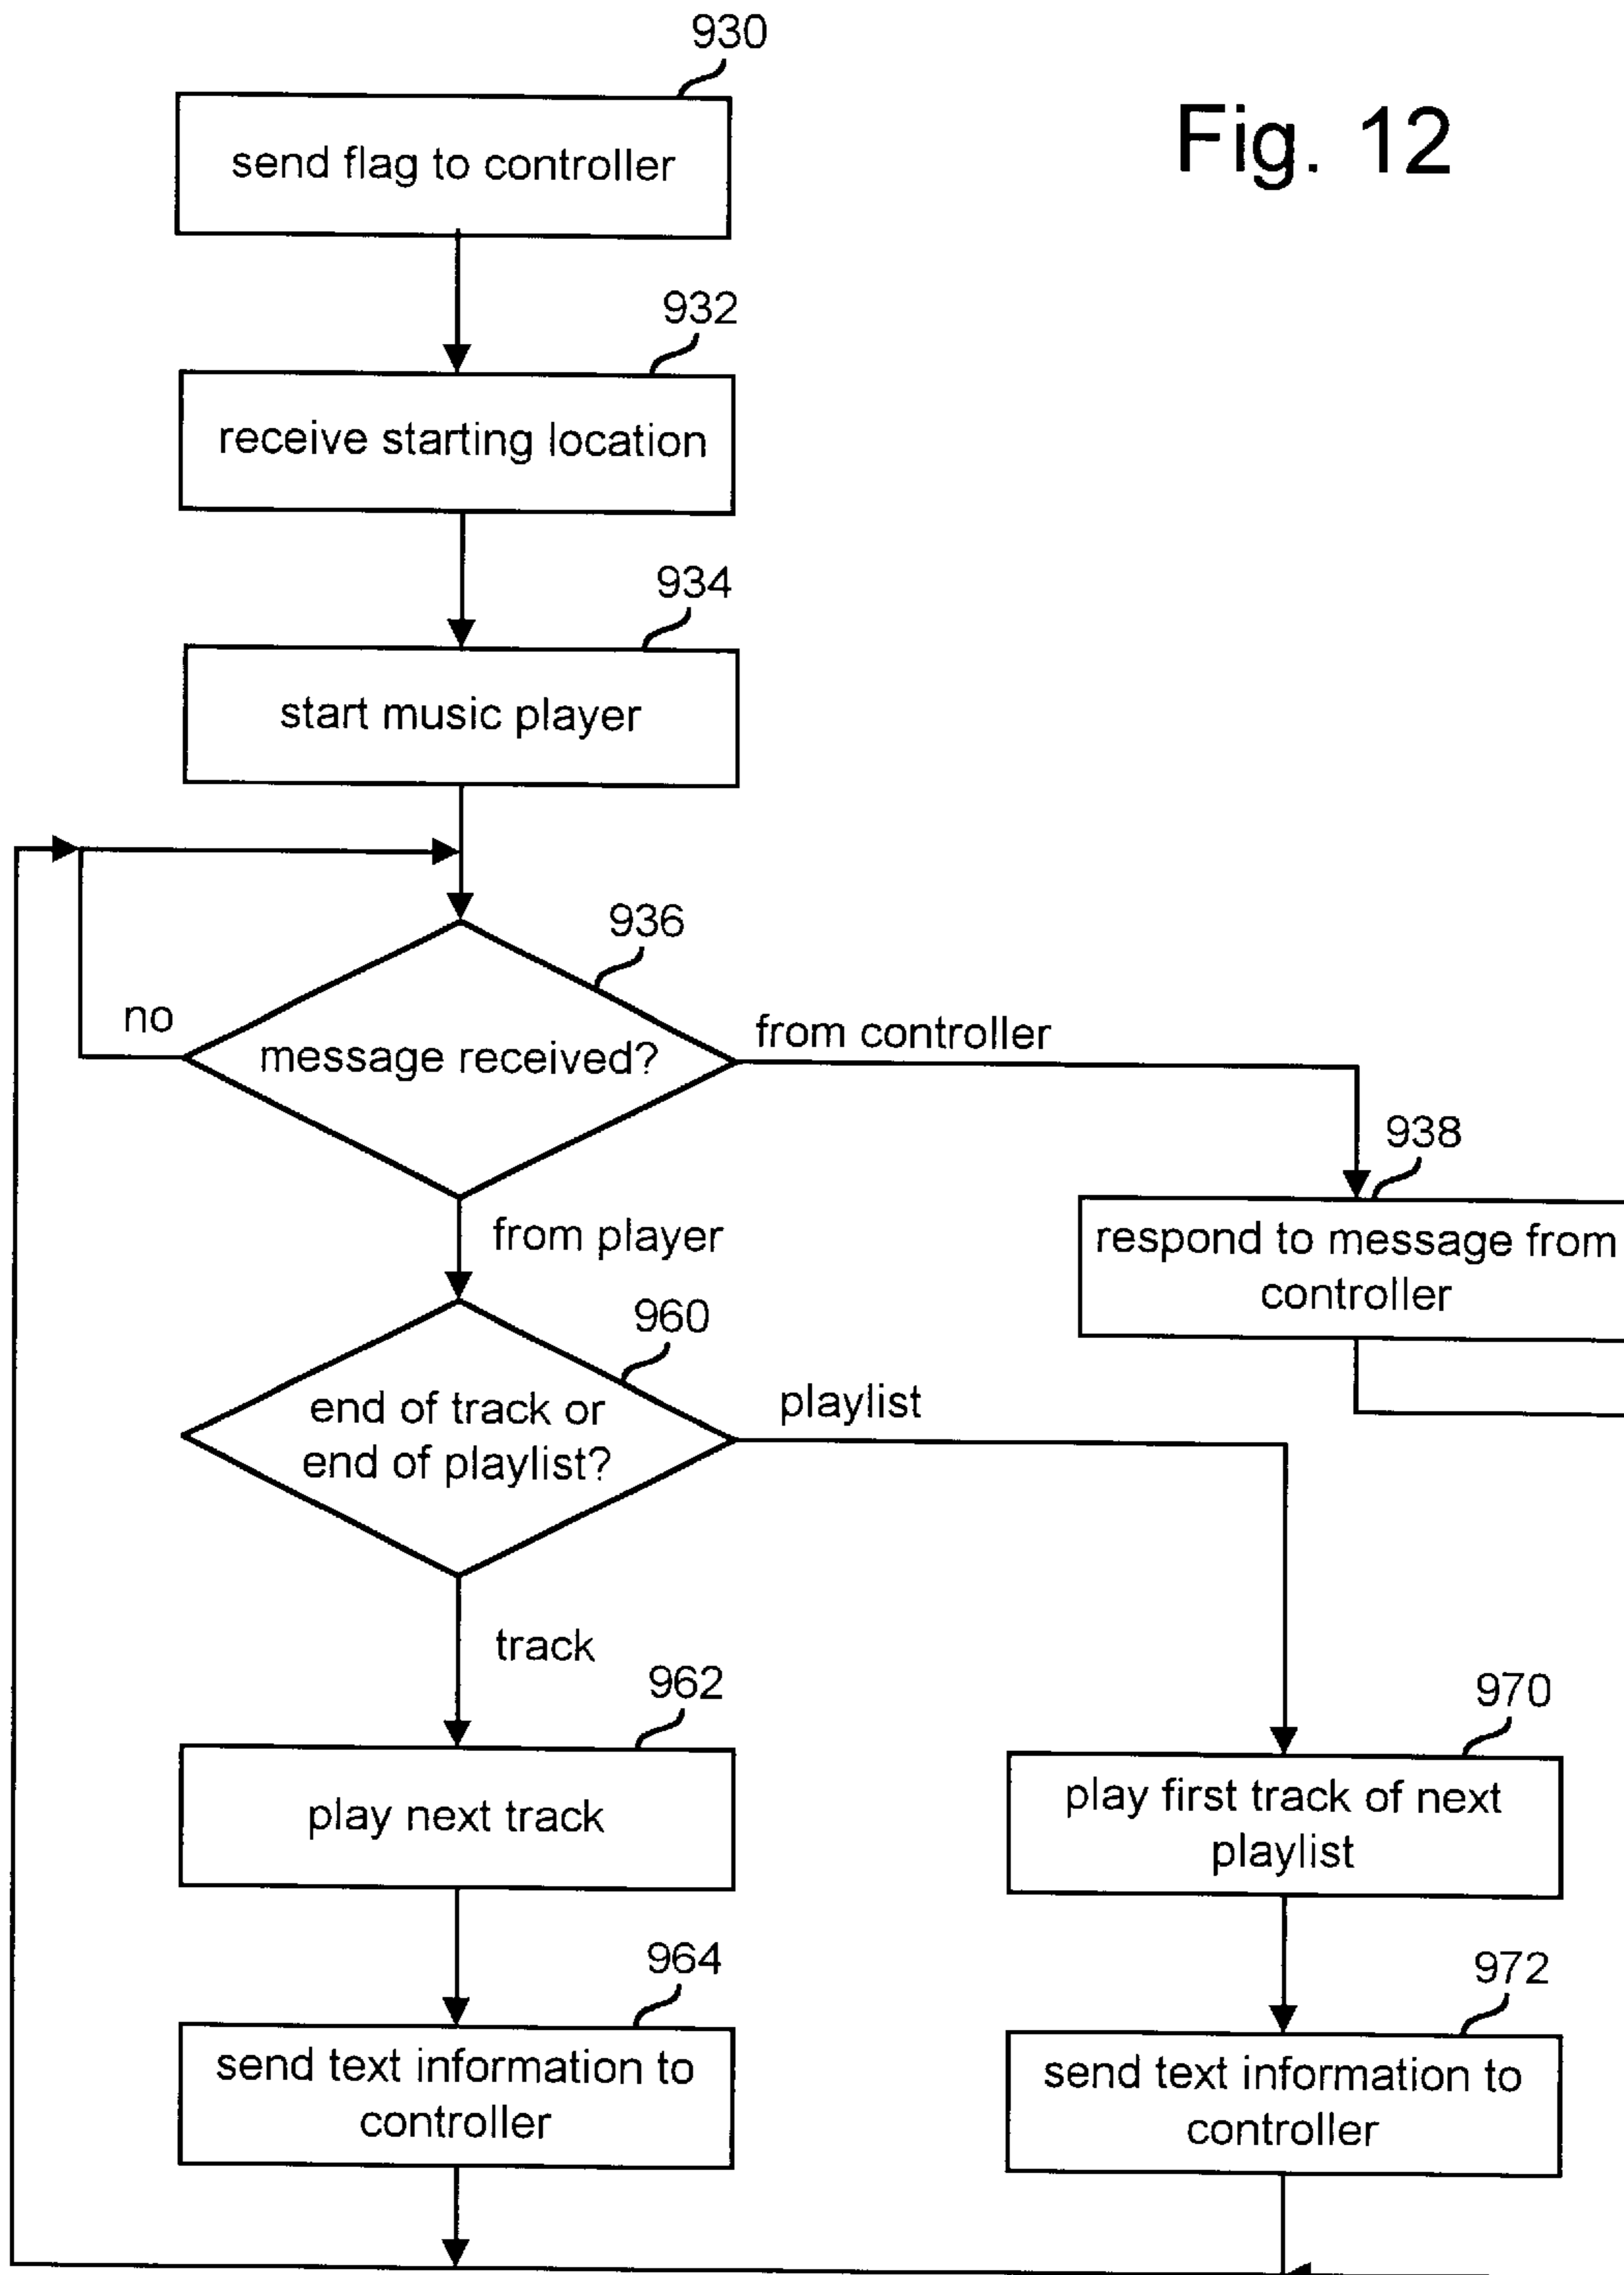 Fig. 12
930
send flag to controller
932
receive starting location
934
start music player
936
no
message received?
from controller
938
respond to message from
controller
from player
960
end of track or
end of playlist?
playlist
track
962
play next track
970
play first track of next
playlist
964
send text information to
controller
972
send text information to
controller